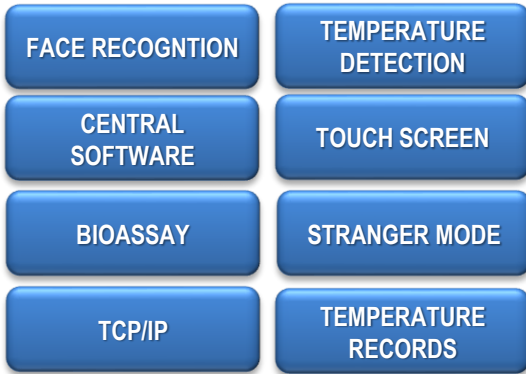 FACE RECOGNTION
TEMPERATURE
DETECTION
CENTRAL
SOFTWARE
TOUCH SCREEN
BIOASSAY
STRANGER MODE
TCP/IP
TEMPERATURE
RECORDS